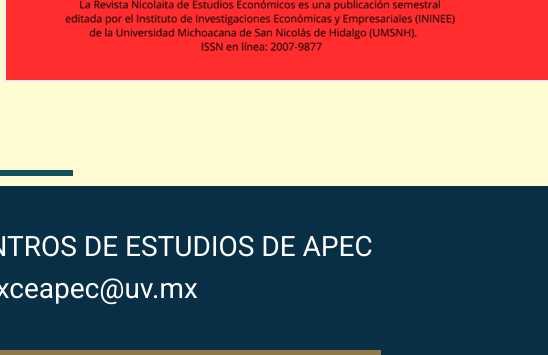 La Revista Nicolaita de Estudios Económicos es una publicación semestral
editada por el Instituto de Investigaciones Económicas y Empresariales (ININEE)
de la Universidad Michoacana de San Nicolás de Hidalgo (UMSNH).
ISSN en línea: 2007-9877
NTROS DE ESTUDIOS DE APEC
xceapec@uv.mx